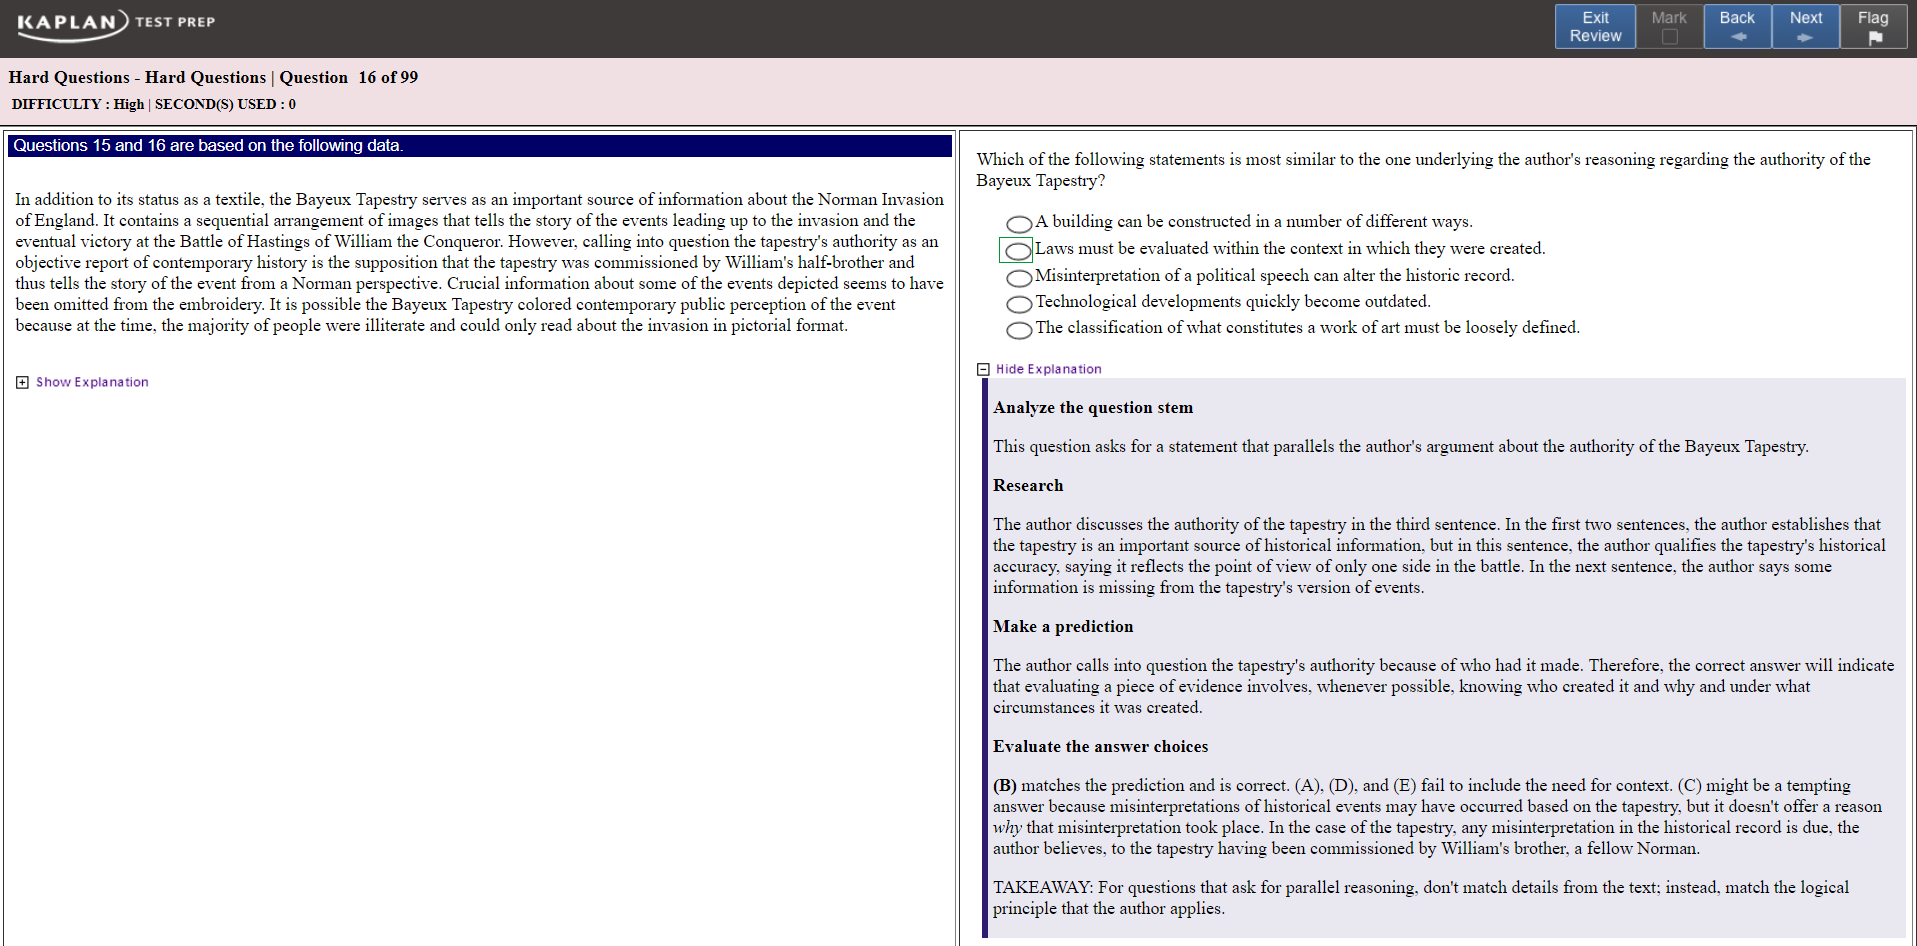 KAPLAN TEST PREP
Exit Review
Mark
Back
Next
Flag
Hard Questions - Hard Questions | Question 16 of 99
DIFFICULTY : High | SECOND(S) USED : 0
Questions 15 and 16 are based on the following data.
In addition to its status as a textile, the Bayeux Tapestry serves as an important source of information about the Norman Invasion
of England. It contains a sequential arrangement of images that tells the story of the events leading up to the invasion and the
eventual victory at the Battle of Hastings of William the Conqueror. However, calling into question the tapestry's authority as an
objective report of contemporary history is the supposition that the tapestry was commissioned by William's half-brother and
thus tells the story of the event from a Norman perspective. Crucial information about some of the events depicted seems to have
been omitted from the embroidery. It is possible the Bayeux Tapestry colored contemporary public perception of the event
because at the time, the majority of people were illiterate and could only read about the invasion in pictorial format.
Show Explanation
Which of the following statements is most similar to the one underlying the author's reasoning regarding the authority of the
Bayeux Tapestry?
A building can be constructed in a number of different ways.
Laws must be evaluated within the context in which they were created.
Misinterpretation of a political speech can alter the historic record.
Technological developments quickly become outdated.
The classification of what constitutes a work of art must be loosely defined.
Hide Explanation
Analyze the question stem
This question asks for a statement that parallels the author's argument about the authority of the Bayeux Tapestry.
Research
The author discusses the authority of the tapestry in the third sentence. In the first two sentences, the author establishes that
the tapestry is an important source of historical information, but in this sentence, the author qualifies the tapestry's historical
accuracy, saying it reflects the point of view of only one side in the battle. In the next sentence, the author says some
information is missing from the tapestry's version of events.
Make a prediction
The author calls into question the tapestry's authority because of who had it made. Therefore, the correct answer will indicate
that evaluating a piece of evidence involves, whenever possible, knowing who created it and why and under what
circumstances it was created.
Evaluate the answer choices
(B) matches the prediction and is correct. (A), (D), and (E) fail to include the need for context. (C) might be a tempting
answer because misinterpretations of historical events may have occurred based on the tapestry, but it doesn't offer a reason
why that misinterpretation took place. In the case of the tapestry, any misinterpretation in the historical record is due, the
author believes, to the tapestry having been commissioned by William's brother, a fellow Norman.
TAKEAWAY: For questions that ask for parallel reasoning, don't match details from the text; instead, match the logical
principle that the author applies.